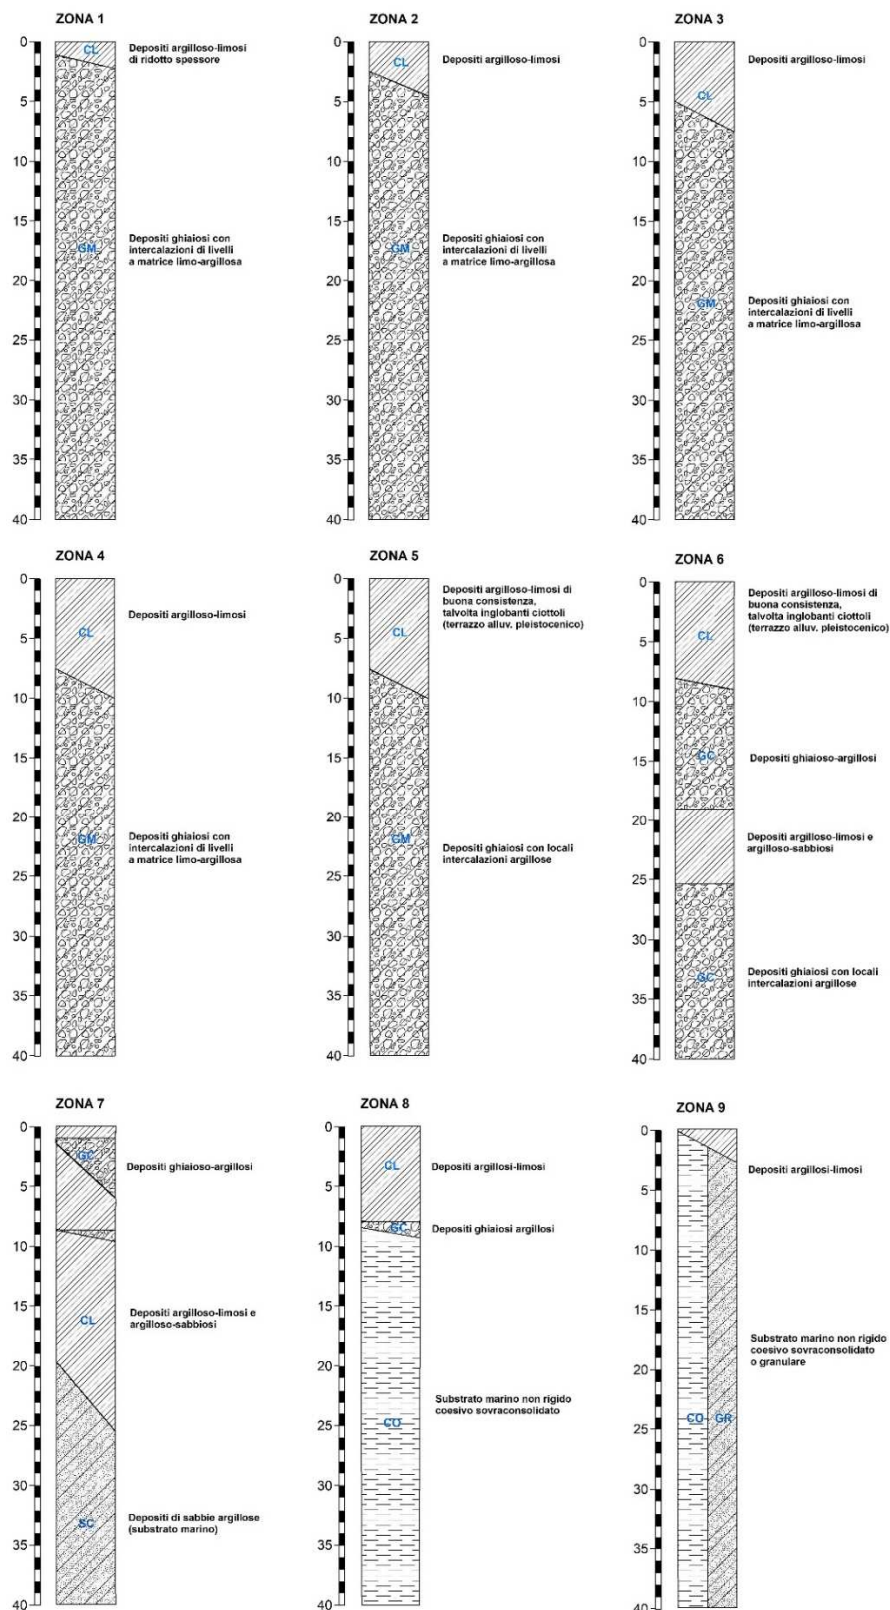 ZONA 1
0
5
10
15
20
25
30
35
40
CL
GM
Depositi argilloso-limosi
di ridotto spessore
Depositi ghiaiosi con
intercalazioni di livelli
a matrice limo-argillosa
ZONA 2
0
5
10
15
20
25
30
35
40
CL
GM
Depositi argilloso-limosi
Depositi ghiaiosi con
intercalazioni di livelli
a matrice limo-argillosa
ZONA 3
0
5
10
15
20
25
30
35
40
CL
GM
Depositi argilloso-limosi
Depositi ghiaiosi con
intercalazioni di livelli
a matrice limo-argillosa
ZONA 4
0
5
10
15
20
25
30
35
40
CL
GM
Depositi argilloso-limosi
Depositi ghiaiosi con
intercalazioni di livelli
a matrice limo-argillosa
ZONA 5
0
5
10
15
20
25
30
35
40
CL
GM
Depositi argilloso-limosi di
buona consistenza,
talvolta inglobanti ciottoli
(terrazzo alluv. pleistocenico)
Depositi ghiaiosi con locali
intercalazioni argillose
ZONA 6
0
5
10
15
20
25
30
35
40
CL
GC
GC
Depositi argilloso-limosi di
buona consistenza,
talvolta inglobanti ciottoli
(terrazzo alluv. pleistocenico)
Depositi ghiaioso-argillosi
Depositi argilloso-limosi e
argilloso-sabbiosi
Depositi ghiaiosi con locali
intercalazioni argillose
ZONA 7
0
5
10
15
20
25
30
35
40
GC
CL
SC
Depositi ghiaioso-argillosi
Depositi argilloso-limosi e
argilloso-sabbiosi
Depositi di sabbie argillose
(substrato marino)
ZONA 8
0
5
10
15
20
25
30
35
40
CL
GC
CO
Depositi argillosi-limosi
Depositi ghiaiosi argillosi
Substrato marino non rigido
coesivo sovraconsolidato
ZONA 9
0
5
10
15
20
25
30
35
40
CO
GR
Depositi argillosi-limosi
Substrato marino non rigido
coesivo sovraconsolidato
o granulare